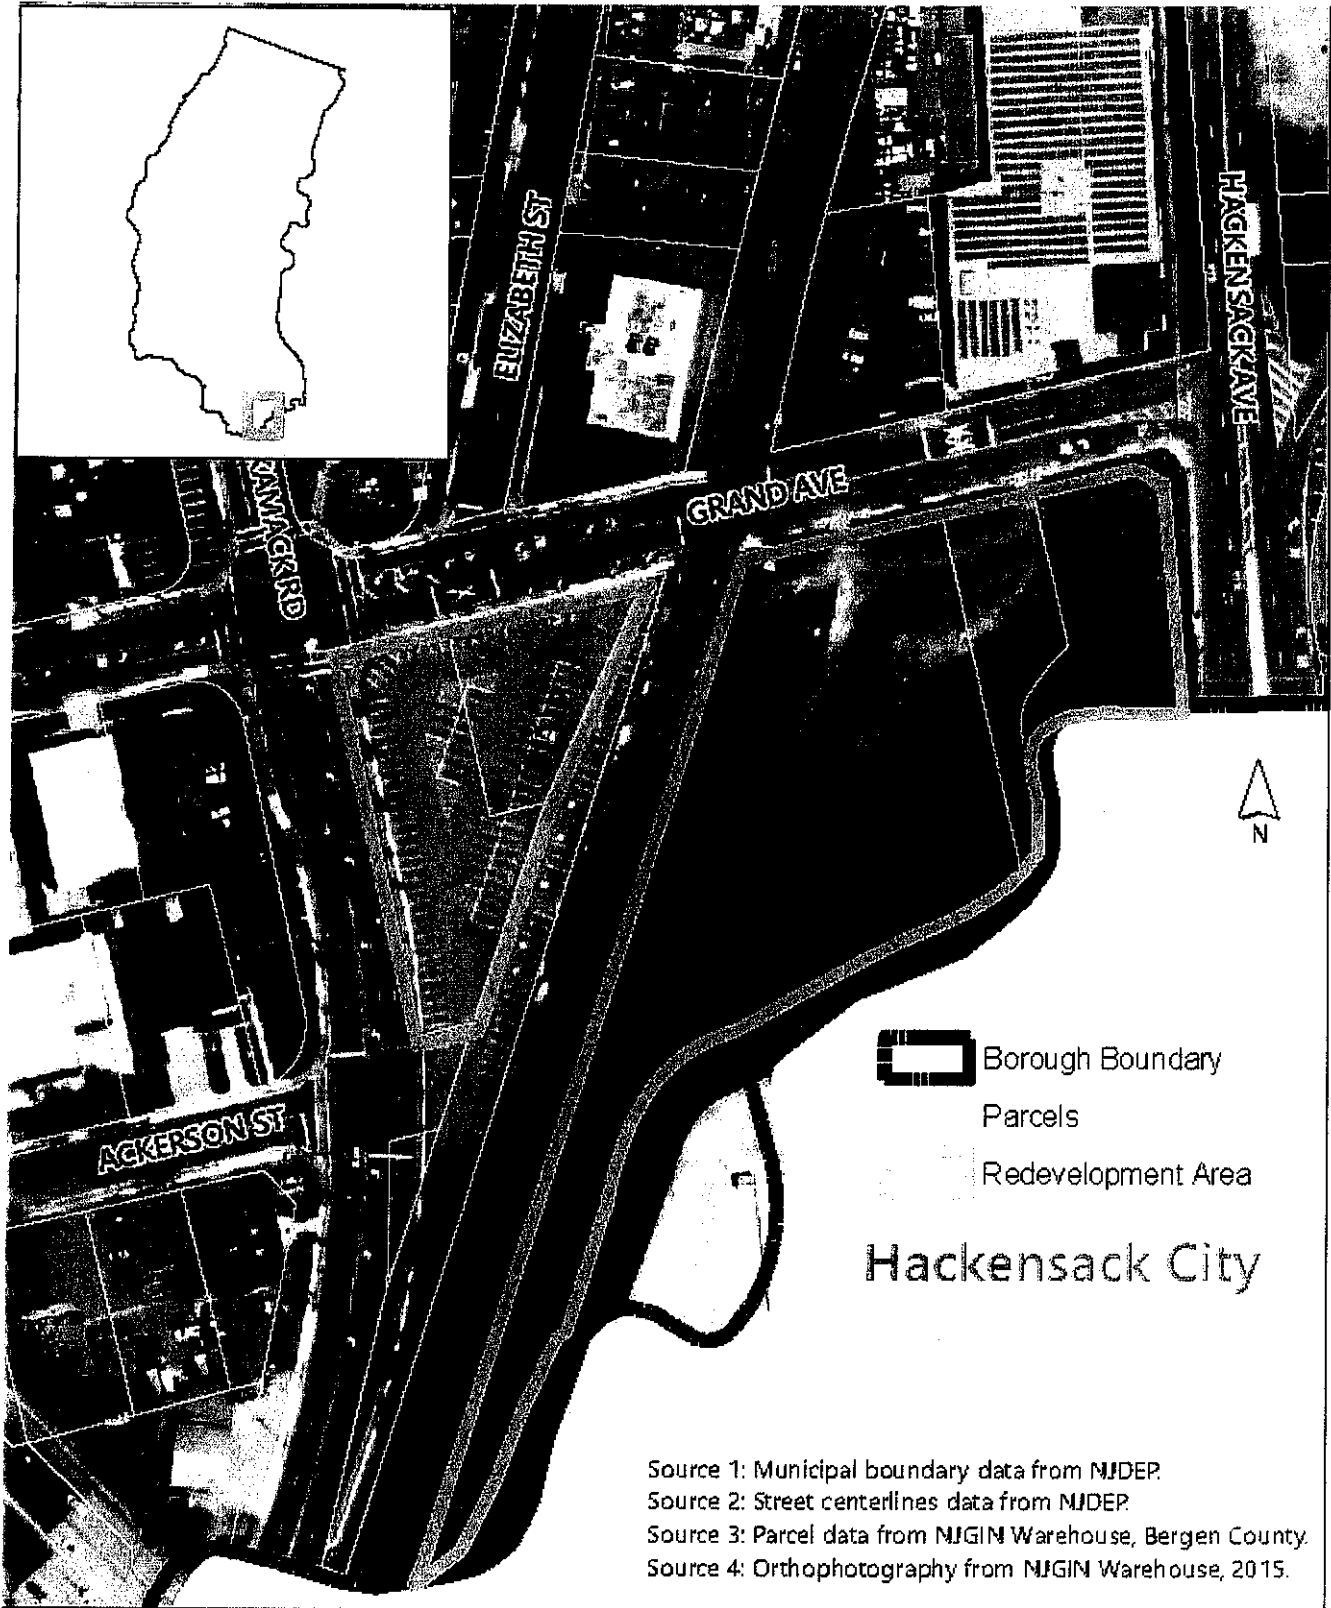 ELIZABETH ST
HACKENSACK AVE
GRAND AVE
ACKERSON ST
N
Borough Boundary
Parcels
Redevelopment Area
Hackensack City
Source 1: Municipal boundary data from NJDEP.
Source 2: Street centerlines data from NJDEP.
Source 3: Parcel data from NJGIN Warehouse, Bergen County.
Source 4: Orthophotography from NJGIN Warehouse, 2015.